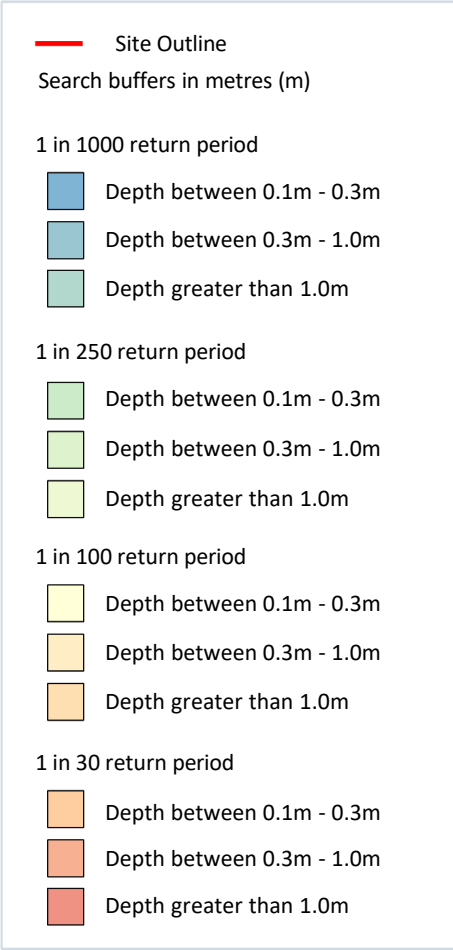 Site Outline
Search buffers in metres (m)
1 in 1000 return period
Depth between 0.1m - 0.3m
Depth between 0.3m - 1.0m
Depth greater than 1.0m
1 in 250 return period
Depth between 0.1m - 0.3m
Depth between 0.3m - 1.0m
Depth greater than 1.0m
1 in 100 return period
Depth between 0.1m - 0.3m
Depth between 0.3m - 1.0m
Depth greater than 1.0m
1 in 30 return period
Depth between 0.1m - 0.3m
Depth between 0.3m - 1.0m
Depth greater than 1.0m